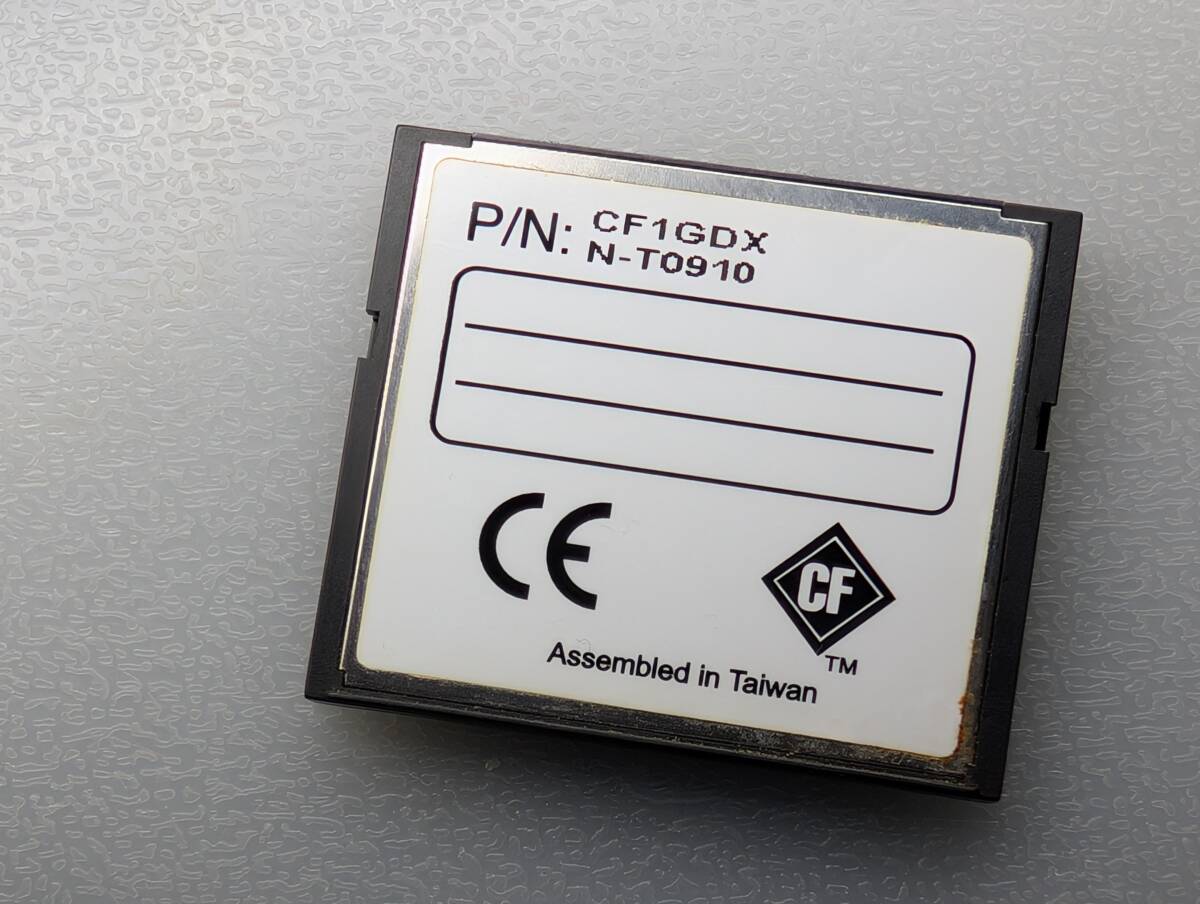 P/N: CF1GDX
N-T0910
CE
CF
TM
Assembled in Taiwan